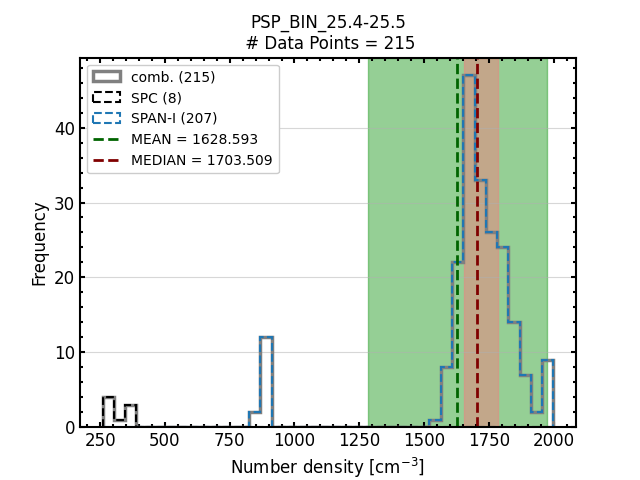 PSP_BIN_25.4-25.5
# Data Points = 215
comb. (215)
SPC (8)
SPAN-I (207)
MEAN = 1628.593
MEDIAN = 1703.509
Frequency
40
30
20
10
0
250 500 750 1000 1250 1500 1750 2000
Number density [cm⁻³]